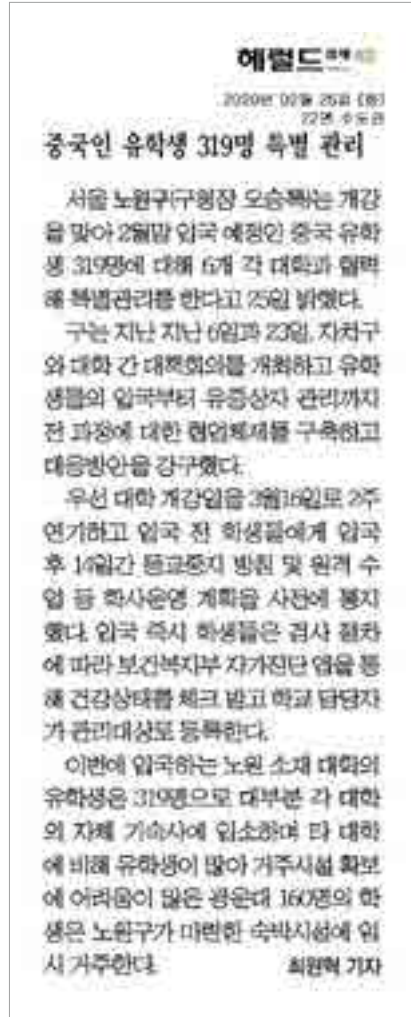 헤럴드경제
2020년 02월 25일 (화)
22면 수도권
중국인 유학생 319명 특별 관리
서울 노원구(구청장 오승록)는 개강
을 맞아 2월말 입국 예정인 중국 유학
생 319명에 대해 6개 각 대학과 협력
해 특별관리를 한다고 25일 밝혔다.
구는 지난 지난 6일과 23일, 자치구
와 대학 간 대책회의를 개최하고 유학
생들의 입국부터 유증상자 관리까지
전 과정에 대한 협업체제를 구축하고
대응방안을 강구했다.
우선 대학 개강일을 3월16일로 2주
연기하고 입국 전 학생들에게 입국
후 14일간 등교중지 방침 및 원격 수
업 등 학사운영 계획을 사전에 통지
했다. 입국 즉시 학생들은 검사 절차
에 따라 보건복지부 자가진단 앱을 통
해 건강상태를 체크 받고 학교 담당자
가 관리대상로 등록한다.
이번에 입국하는 노원 소재 대학의
유학생은 319명으로 대부분 각 대학
의 자체 기숙사에 입소하며 타 대학
에 비해 유학생이 많아 거주시설 확보
에 어려움이 많은 광운대 160명의 학
생은 노원구가 마련한 숙박시설에 임
시 거주한다. 최원혁 기자